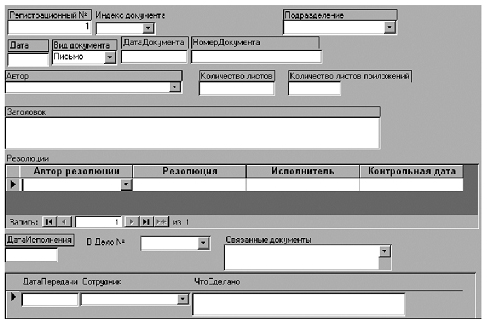 Регистрационный № Индекс документа Подразделение
1
Дата Вид документа ДатаДокумента НомерДокумента
Письмо
Автор Количество листов Количество листов приложений
Заголовок
Резолюции
Автор резолюции Резолюция Исполнитель Контрольная дата
Запись: 1 из 1
ДатаИсполнения В Дело № Связанные документы
ДатаПередачи Сотрудник ЧтоСделано